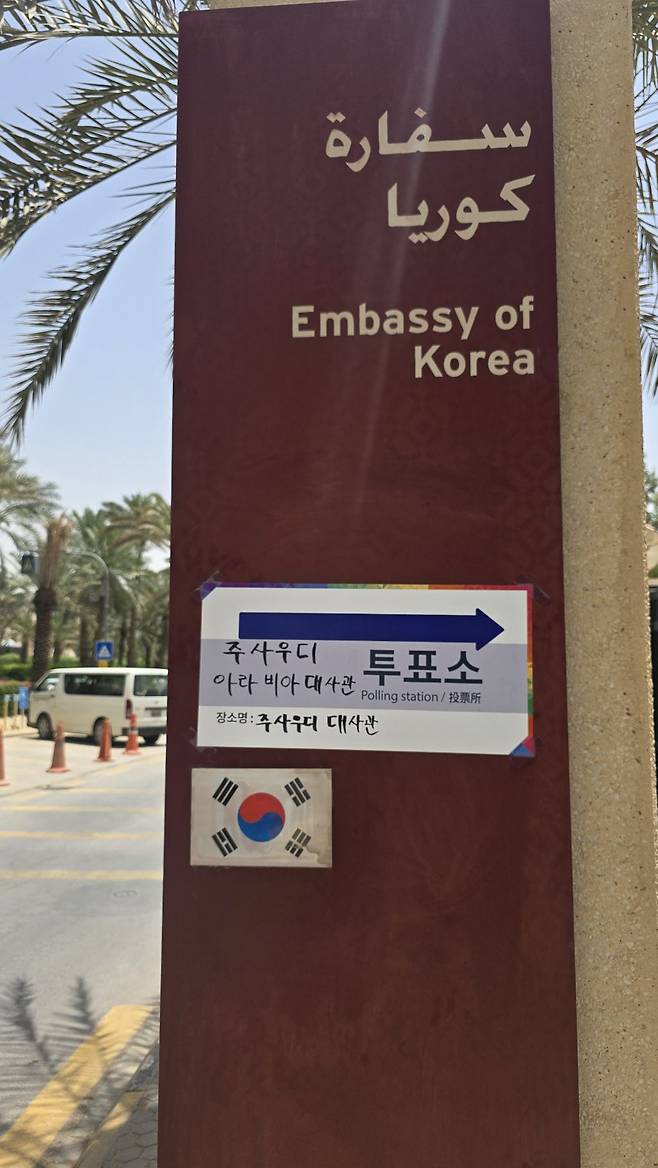 سفارة
كوريا
Embassy of
Korea
주사우디
아라비아대사관 투표소
Polling station / 投票所
장소명 : 주사우디 대사관